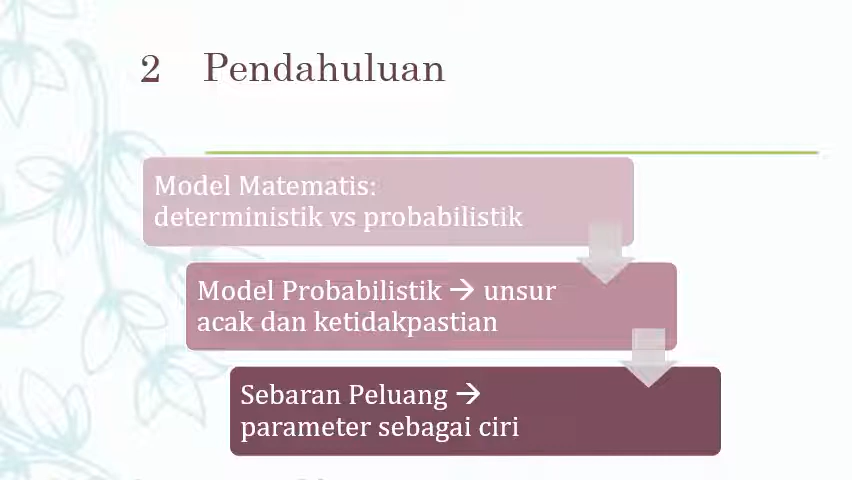 2 Pendahuluan
Model Matematis:
deterministik vs probabilistik
Model Probabilistik → unsur
acak dan ketidakpastian
Sebaran Peluang →
parameter sebagai ciri